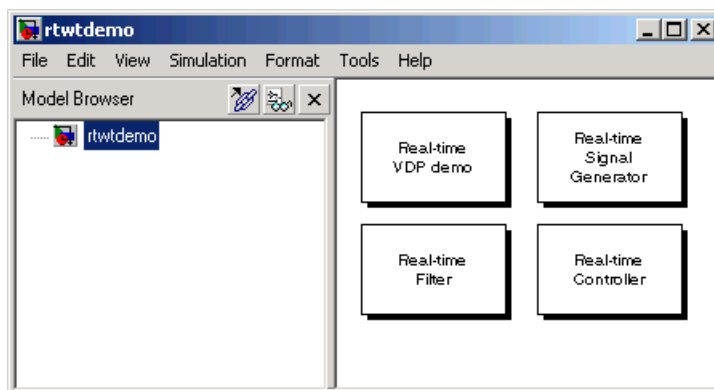 rtwtdemo
File Edit View Simulation Format Tools Help
Model Browser
rtwtdemo
Real-time
VDP demo
Real-time
Signal
Generator
Real-time
Filter
Real-time
Controller